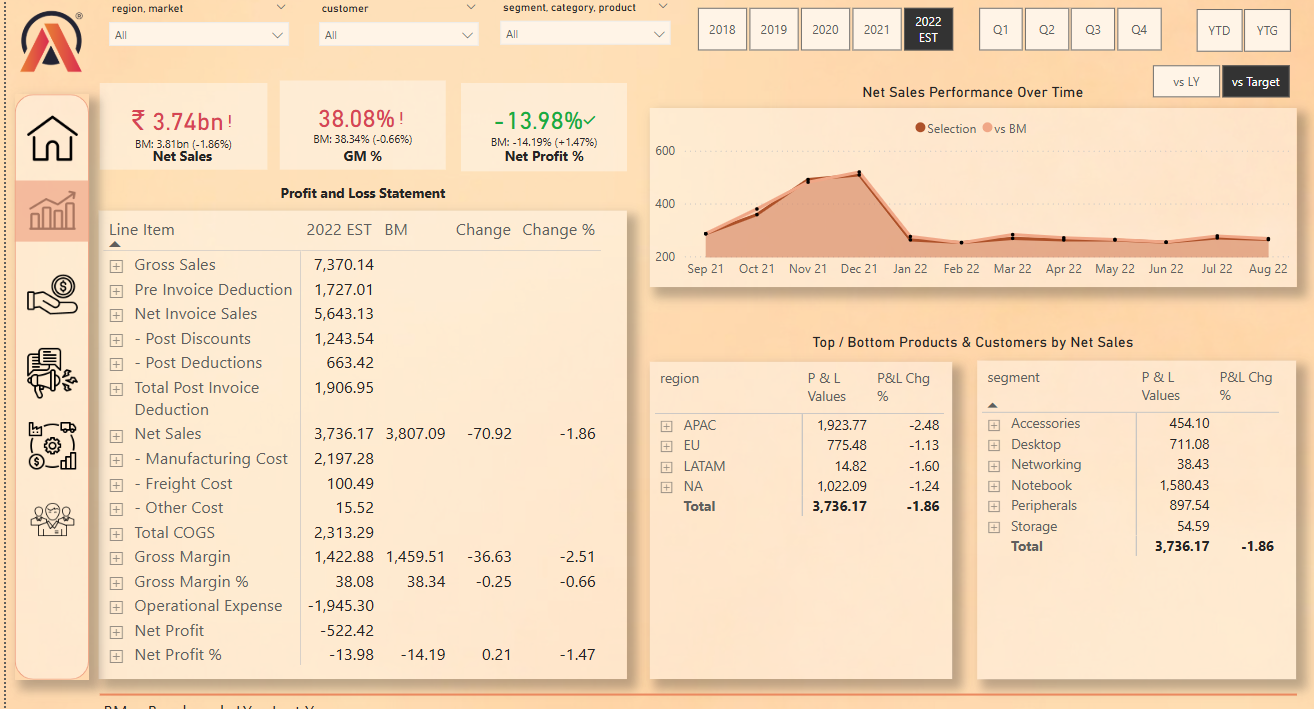 region, market
customer
segment, category, product
All
All
All
2018
2019
2020
2021
2022
EST
Q1
Q2
Q3
Q4
YTD
YTG
vs LY
vs Target
®
₹ 3.74bn !
BM: 3.81bn (-1.86%)
Net Sales
38.08% !
BM: 38.34% (-0.66%)
GM %
-13.98%✓
BM: -14.19% (+1.47%)
Net Profit %
Net Sales Performance Over Time
Selection vs BM
600
400
200
Sep 21 Oct 21 Nov 21 Dec 21 Jan 22 Feb 22 Mar 22 Apr 22 May 22 Jun 22 Jul 22 Aug 22
Profit and Loss Statement
Line Item 2022 EST BM Change Change %
Gross Sales 7,370.14
Pre Invoice Deduction 1,727.01
Net Invoice Sales 5,643.13
- Post Discounts 1,243.54
- Post Deductions 663.42
Total Post Invoice 1,906.95
Deduction
Net Sales 3,736.17 3,807.09 -70.92 -1.86
- Manufacturing Cost 2,197.28
- Freight Cost 100.49
- Other Cost 15.52
Total COGS 2,313.29
Gross Margin 1,422.88 1,459.51 -36.63 -2.51
Gross Margin % 38.08 38.34 -0.25 -0.66
Operational Expense -1,945.30
Net Profit -522.42
Net Profit % -13.98 -14.19 0.21 -1.47
Top / Bottom Products & Customers by Net Sales
region P & L P&L Chg
Values %
APAC 1,923.77 -2.48
EU 775.48 -1.13
LATAM 14.82 -1.60
NA 1,022.09 -1.24
Total 3,736.17 -1.86
segment P & L P&L Chg
Values %
Accessories 454.10
Desktop 711.08
Networking 38.43
Notebook 1,580.43
Peripherals 897.54
Storage 54.59
Total 3,736.17 -1.86